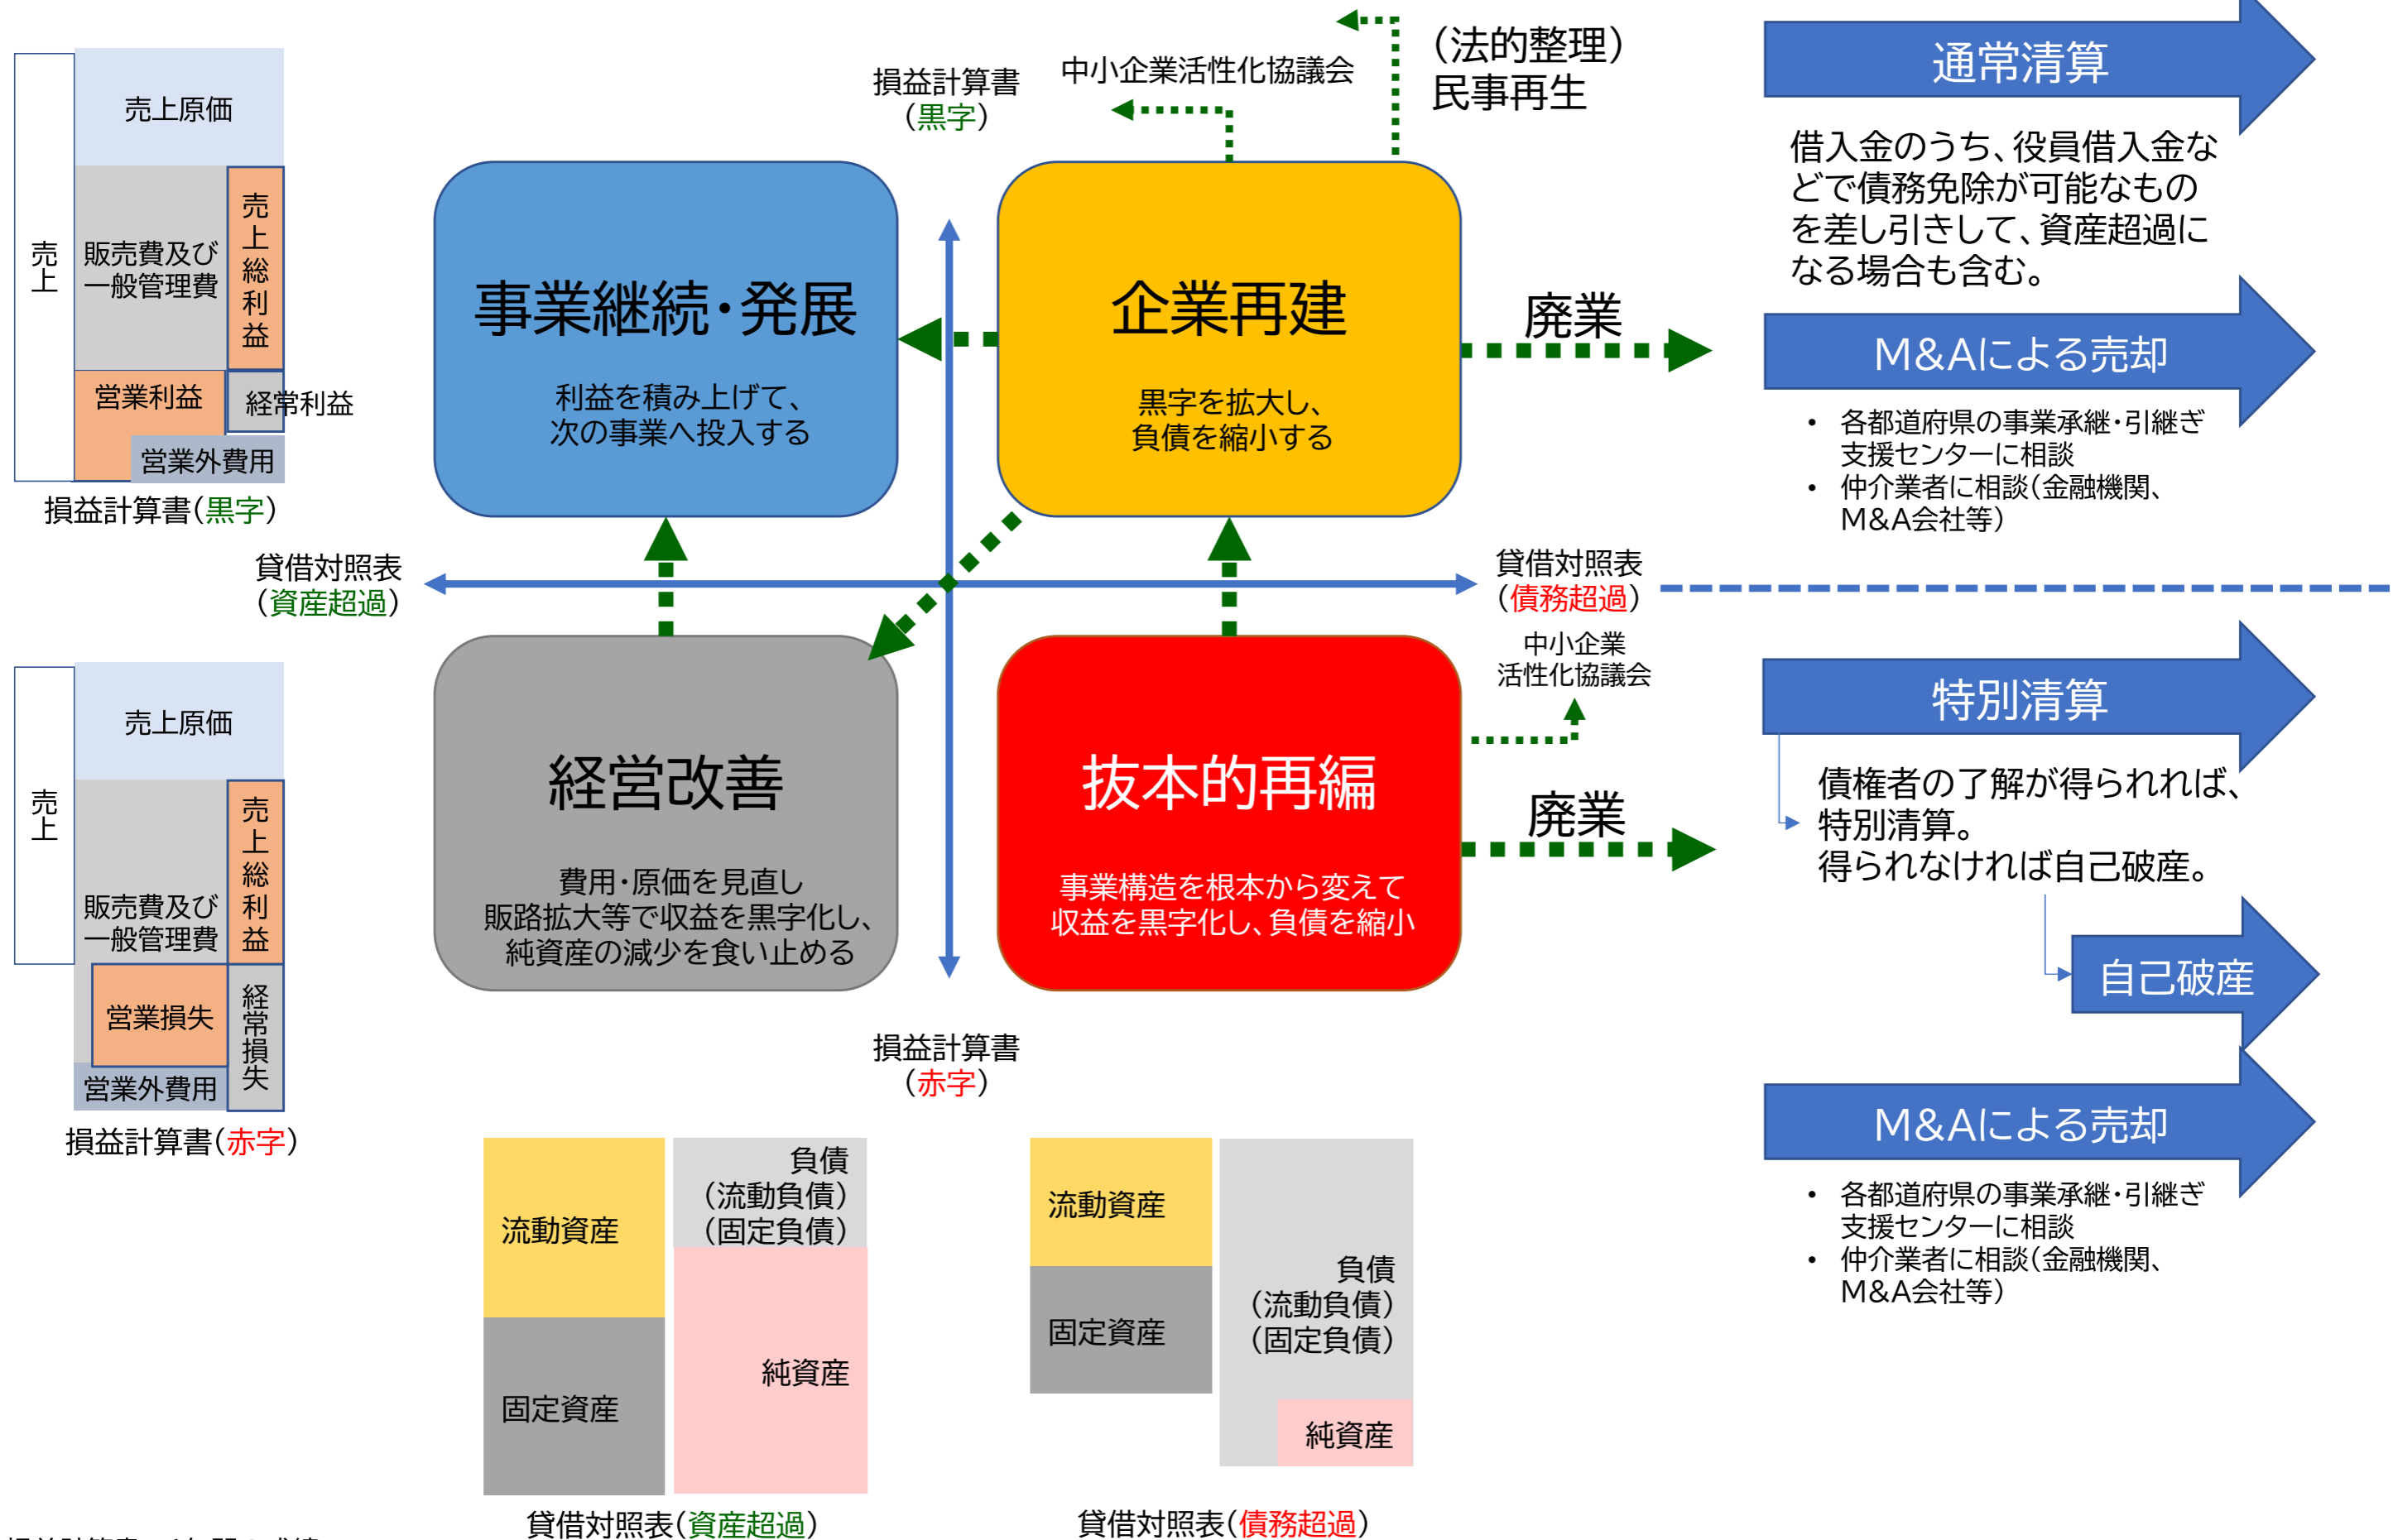 売上
売上原価
販売費及び
一般管理費
売上総利益
営業利益
経常利益
営業外費用
損益計算書(黒字)
損益計算書
(黒字)
中小企業活性化協議会
(法的整理)
民事再生
事業継続・発展
利益を積み上げて、
次の事業へ投入する
企業再建
黒字を拡大し、
負債を縮小する
廃業
通常清算
借入金のうち、役員借入金な
どで債務免除が可能なもの
を差し引きして、資産超過に
なる場合も含む。
M&Aによる売却
• 各都道府県の事業承継・引継ぎ
支援センターに相談
• 仲介業者に相談(金融機関、
M&A会社等)
貸借対照表
(資産超過)
貸借対照表
(債務超過)
売上
売上原価
販売費及び
一般管理費
売上総利益
営業損失
経常損失
営業外費用
損益計算書(赤字)
経営改善
費用・原価を見直し
販路拡大等で収益を黒字化し、
純資産の減少を食い止める
抜本的再編
事業構造を根本から変えて
収益を黒字化し、負債を縮小
中小企業
活性化協議会
廃業
特別清算
債権者の了解が得られれば、
特別清算。
得られなければ自己破産。
自己破産
M&Aによる売却
• 各都道府県の事業承継・引継ぎ
支援センターに相談
• 仲介業者に相談(金融機関、
M&A会社等)
損益計算書
(赤字)
流動資産
固定資産
負債
(流動負債)
(固定負債)
純資産
貸借対照表(資産超過)
流動資産
固定資産
負債
(流動負債)
(固定負債)
純資産
貸借対照表(債務超過)